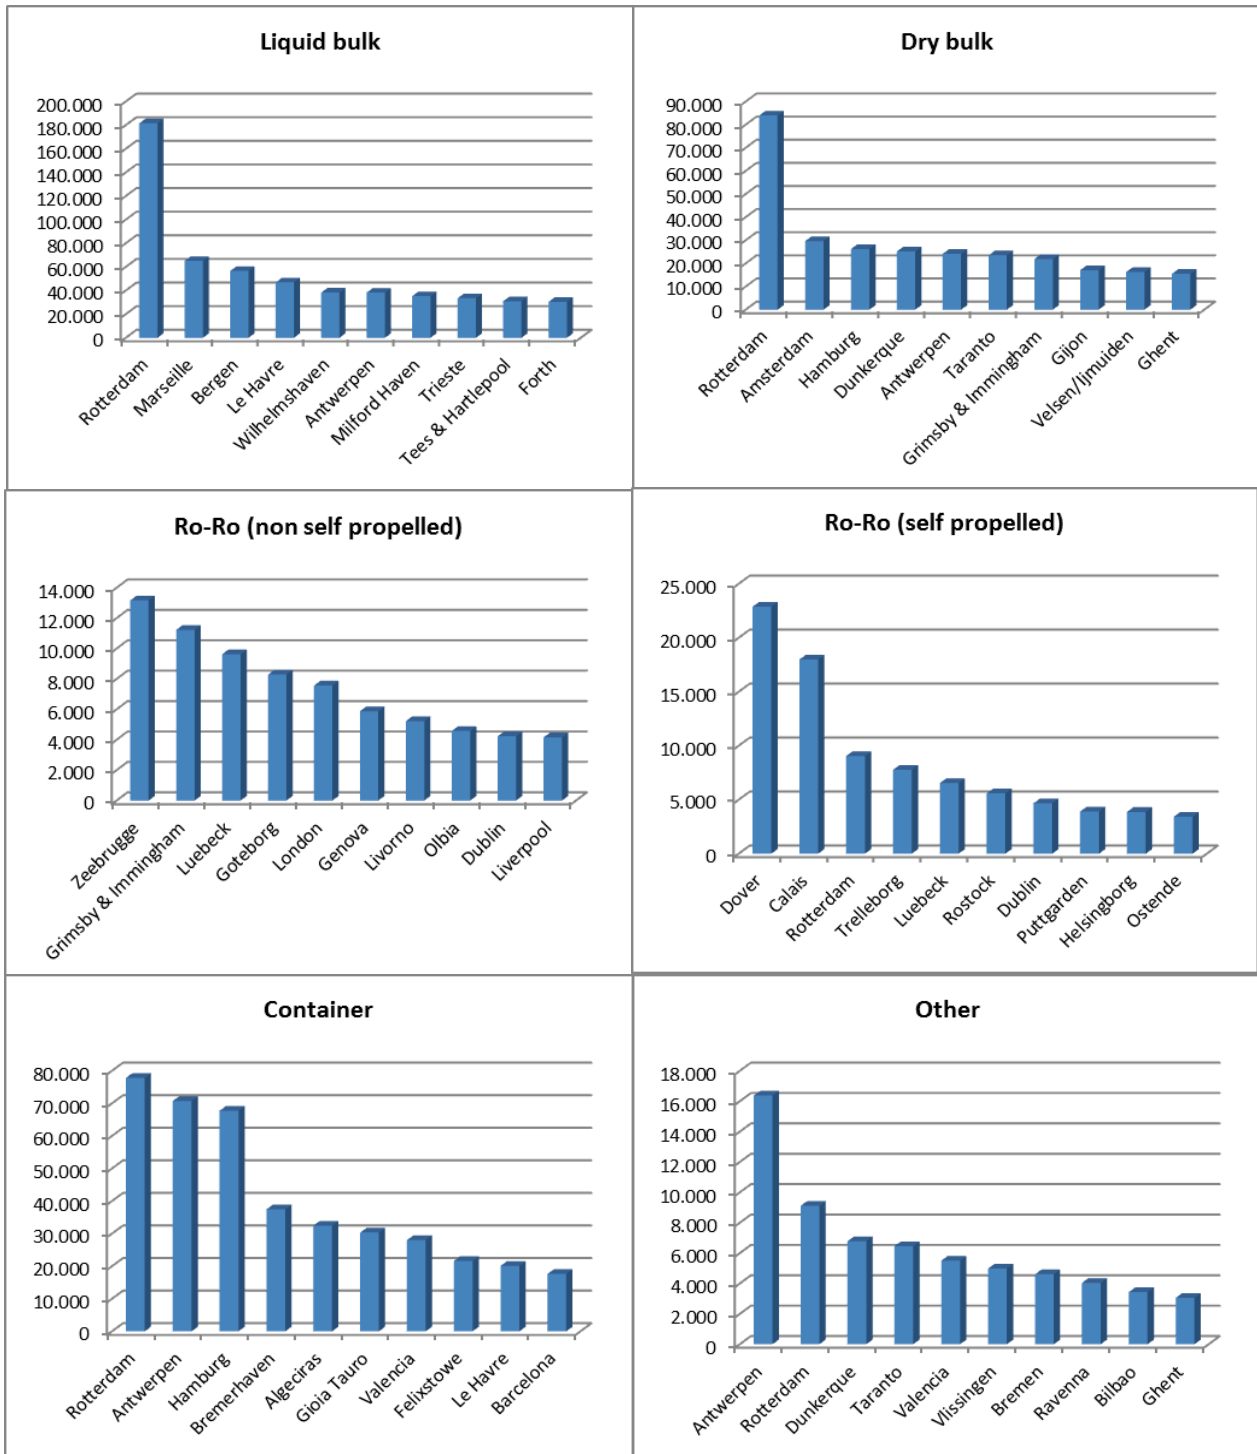 Liquid bulk
200.000
180.000
160.000
140.000
120.000
100.000
80.000
60.000
40.000
20.000
0
Rotterdam
Marseille
Bergen
Le Havre
Wilhelmshaven
Antwerpen
Milford Haven
Trieste
Tees & Hartlepool
Forth
Dry bulk
90.000
80.000
70.000
60.000
50.000
40.000
30.000
20.000
10.000
0
Rotterdam
Amsterdam
Hamburg
Dunkerque
Antwerpen
Taranto
Grimsby & Immingham
Gijon
Velsen/Ijmuiden
Ghent
Ro-Ro (non self propelled)
14.000
12.000
10.000
8.000
6.000
4.000
2.000
0
Zeebrugge
Grimsby & Immingham
Luebeck
Goteborg
London
Genova
Livorno
Olbia
Dublin
Liverpool
Ro-Ro (self propelled)
25.000
20.000
15.000
10.000
5.000
0
Dover
Calais
Rotterdam
Trelleborg
Luebeck
Rostock
Dublin
Puttgarden
Helsingborg
Ostende
Container
80.000
70.000
60.000
50.000
40.000
30.000
20.000
10.000
0
Rotterdam
Antwerpen
Hamburg
Bremerhaven
Algeciras
Gioia Tauro
Valencia
Felixstowe
Le Havre
Barcelona
Other
18.000
16.000
14.000
12.000
10.000
8.000
6.000
4.000
2.000
0
Antwerpen
Rotterdam
Dunkerque
Taranto
Valencia
Vlissingen
Bremen
Ravenna
Bilbao
Ghent